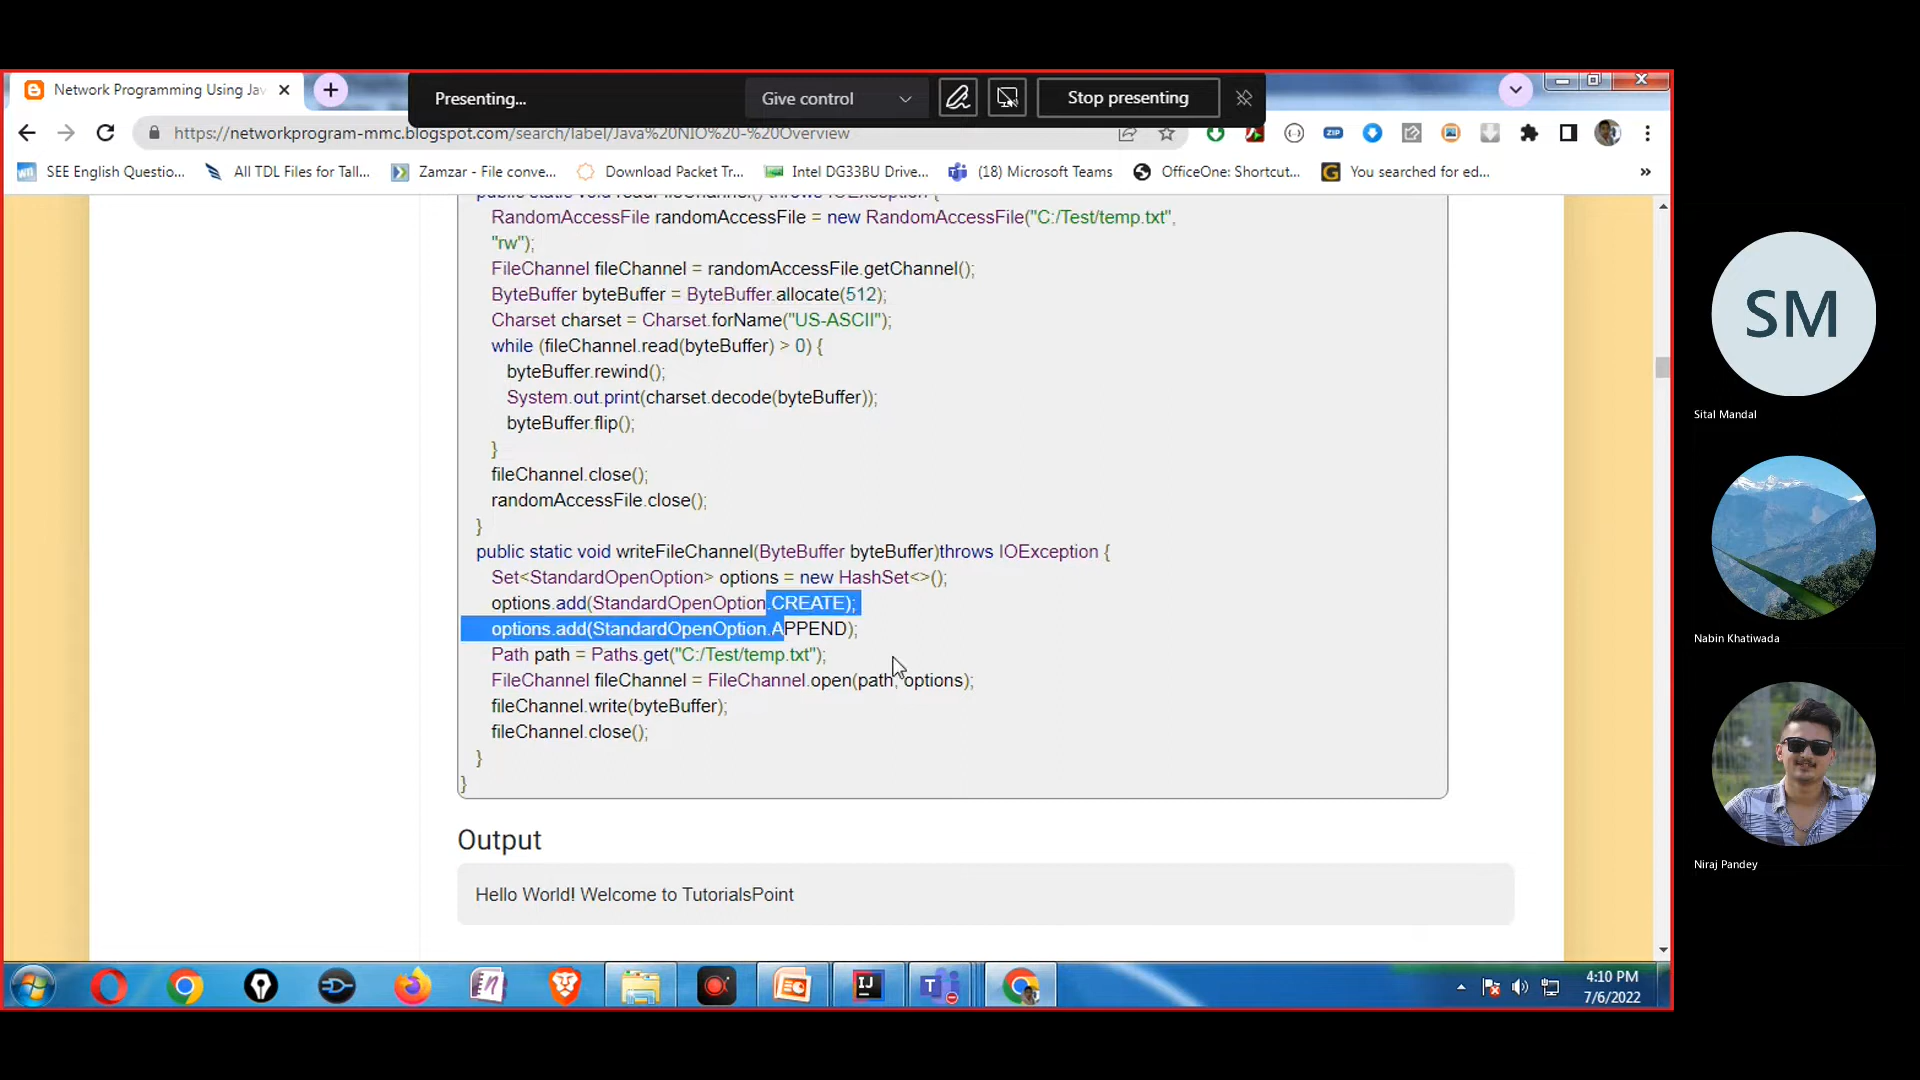 Network Programming Using Jav
Presenting...
Give control
Stop presenting
https://networkprogram-mmc.blogspot.com/search/label/Java%20NIO%20-%20Overview
ZIP
SEE English Questio...
All TDL Files for Tall...
Zamzar - File conve...
Download Packet Tr...
Intel DG33BU Drive...
(18) Microsoft Teams
OfficeOne: Shortcut...
You searched for ed...
»
RandomAccessFile randomAccessFile = new RandomAccessFile("C:/Test/temp.txt",
"rw");
FileChannel fileChannel = randomAccessFile.getChannel();
ByteBuffer byteBuffer = ByteBuffer.allocate(512);
Charset charset = Charset.forName("US-ASCII");
while (fileChannel.read(byteBuffer) > 0) {
byteBuffer.rewind();
System.out.print(charset.decode(byteBuffer));
byteBuffer.flip();
}
fileChannel.close();
randomAccessFile.close();
}
public static void writeFileChannel(ByteBuffer byteBuffer)throws IOException {
Set<StandardOpenOption> options = new HashSet<>();
options.add(StandardOpenOption.CREATE);
options.add(StandardOpenOption.APPEND);
Path path = Paths.get("C:/Test/temp.txt");
FileChannel fileChannel = FileChannel.open(path, options);
fileChannel.write(byteBuffer);
fileChannel.close();
}
}
Output
Hello World! Welcome to TutorialsPoint
SM
Sital Mandal
Nabin Khatiwada
Niraj Pandey
4:10 PM
7/6/2022